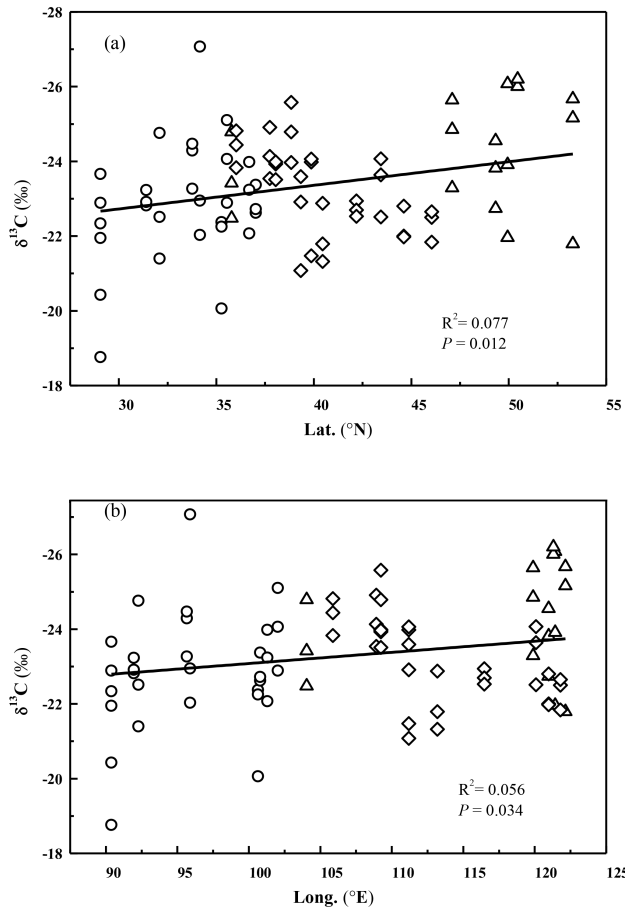 (a)
-28
-26
-24
-22
-20
-18
δ¹³C (‰)
R²= 0.077
P = 0.012
30 35 40 45 50 55
Lat. (°N)
(b)
-26
-24
-22
-20
-18
δ¹³C (‰)
R²= 0.056
P = 0.034
90 95 100 105 110 115 120 125
Long. (°E)